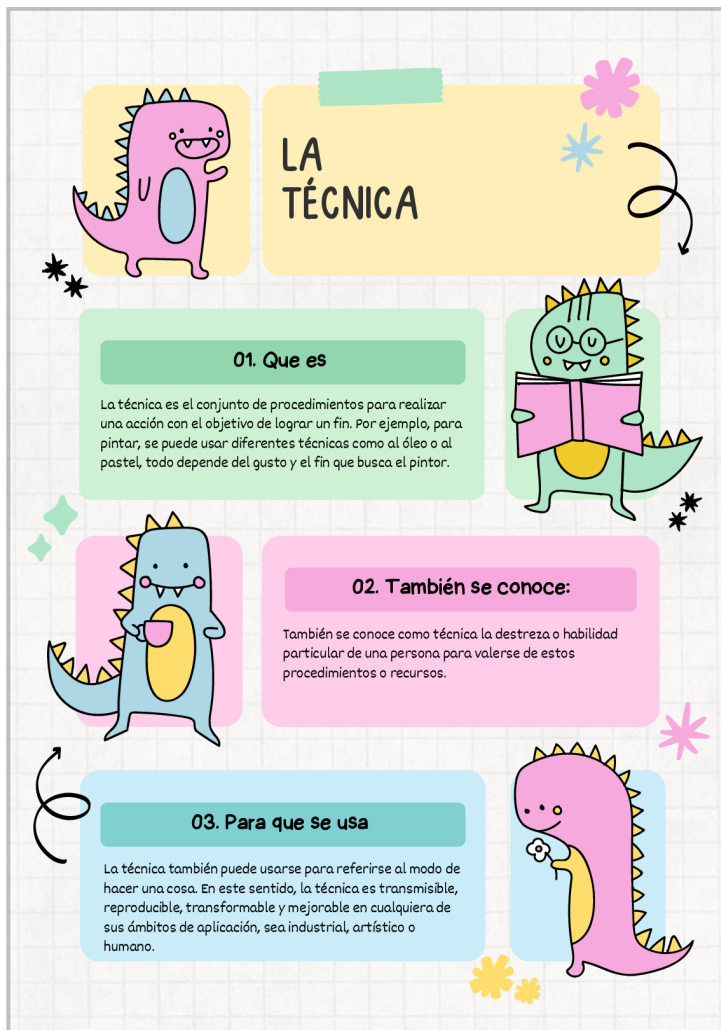 LA
TÉCNICA
01. Que es
La técnica es el conjunto de procedimientos para realizar
una acción con el objetivo de lograr un fin. Por ejemplo, para
pintar, se puede usar diferentes técnicas como al óleo o al
pastel, todo depende del gusto y el fin que busca el pintor.
02. También se conoce:
También se conoce como técnica la destreza o habilidad
particular de una persona para valerse de estos
procedimientos o recursos.
03. Para que se usa
La técnica también puede usarse para referirse al modo de
hacer una cosa. En este sentido, la técnica es transmisible,
reproducible, transformable y mejorable en cualquiera de
sus ámbitos de aplicación, sea industrial, artístico o
humano.